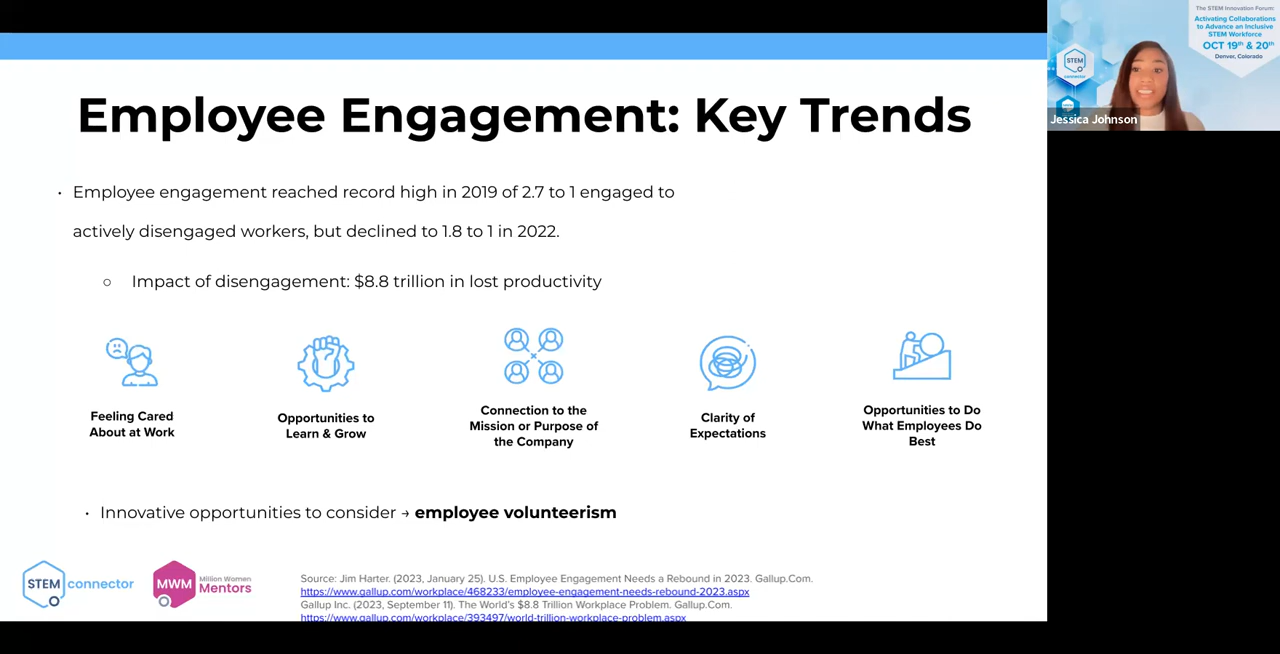 Employee Engagement: Key Trends
• Employee engagement reached record high in 2019 of 2.7 to 1 engaged to
actively disengaged workers, but declined to 1.8 to 1 in 2022.
○ Impact of disengagement: $8.8 trillion in lost productivity
Feeling Cared
About at Work
Opportunities to
Learn & Grow
Connection to the
Mission or Purpose of
the Company
Clarity of
Expectations
Opportunities to Do
What Employees Do
Best
• Innovative opportunities to consider → employee volunteerism
STEMconnector
MWM
Million Women
Mentors
Source: Jim Harter. (2023, January 25). U.S. Employee Engagement Needs a Rebound in 2023. Gallup.Com.
https://www.gallup.com/workplace/468233/employee-engagement-needs-rebound-2023.aspx
Gallup Inc. (2023, September 11). The World's $8.8 Trillion Workplace Problem. Gallup.Com.
https://www.gallup.com/workplace/393497/world-trillion-workplace-problem.aspx
The STEM Innovation Forum:
Activating Collaborations
to Advance an Inclusive
STEM Workforce
OCT 19th & 20th
Denver, Colorado
STEM
connector
Jessica Johnson